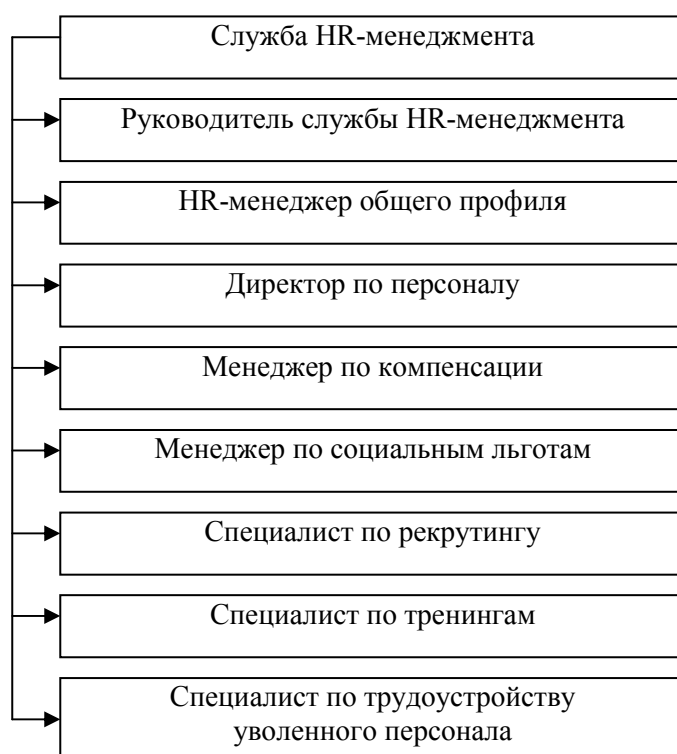 Служба HR-менеджмента
Руководитель службы HR-менеджмента
HR-менеджер общего профиля
Директор по персоналу
Менеджер по компенсации
Менеджер по социальным льготам
Специалист по рекрутингу
Специалист по тренингам
Специалист по трудоустройству
уволенного персонала